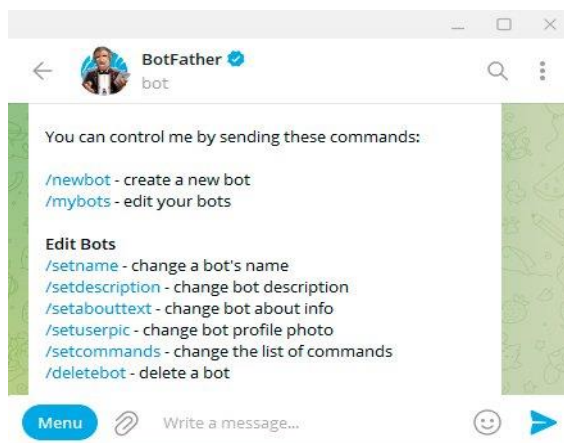 BotFather
bot
You can control me by sending these commands:
/newbot - create a new bot
/mybots - edit your bots
Edit Bots
/setname - change a bot's name
/setdescription - change bot description
/setabouttext - change bot about info
/setuserpic - change bot profile photo
/setcommands - change the list of commands
/deletebot - delete a bot
Menu
Write a message...